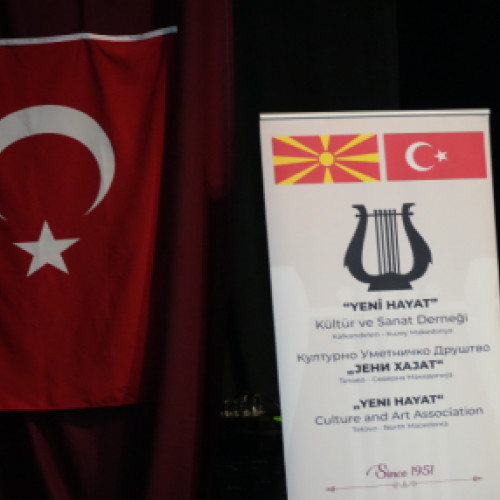 "YENİ HAYAT"
Kültür ve Sanat Derneği
Kalkandelen - Kuzey Makedonya
Културно Уметничко Друштво
„ЈЕНИ ХАЈАТ“
Тетово - Северна Македонија
„YENI HAYAT“
Culture and Art Association
Tetovo - North Macedonia
Since 1951